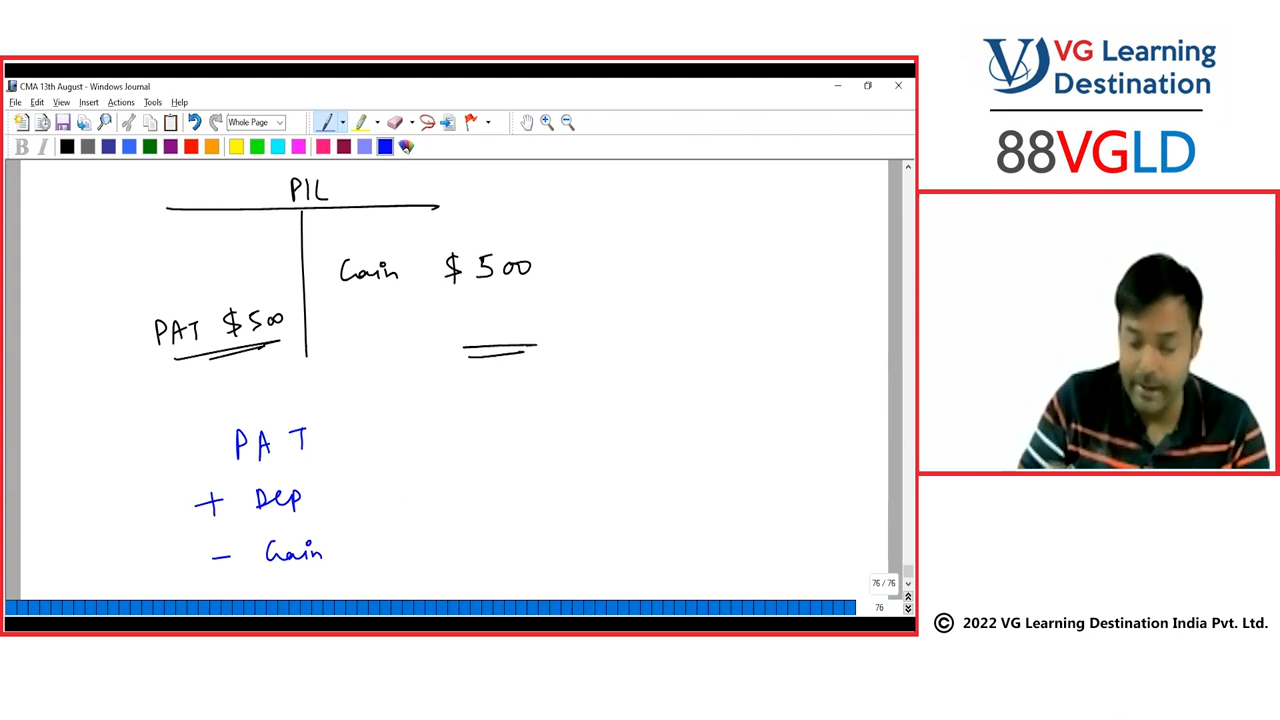 CMA 13th August - Windows Journal
File Edit View Insert Actions Tools Help
Whole Page
B I
P/L
Gain $ 500
PAT $500
PAT
+ Dep
- Gain
76 / 76
76
VG Learning
Destination
88VGLD
© 2022 VG Learning Destination India Pvt. Ltd.